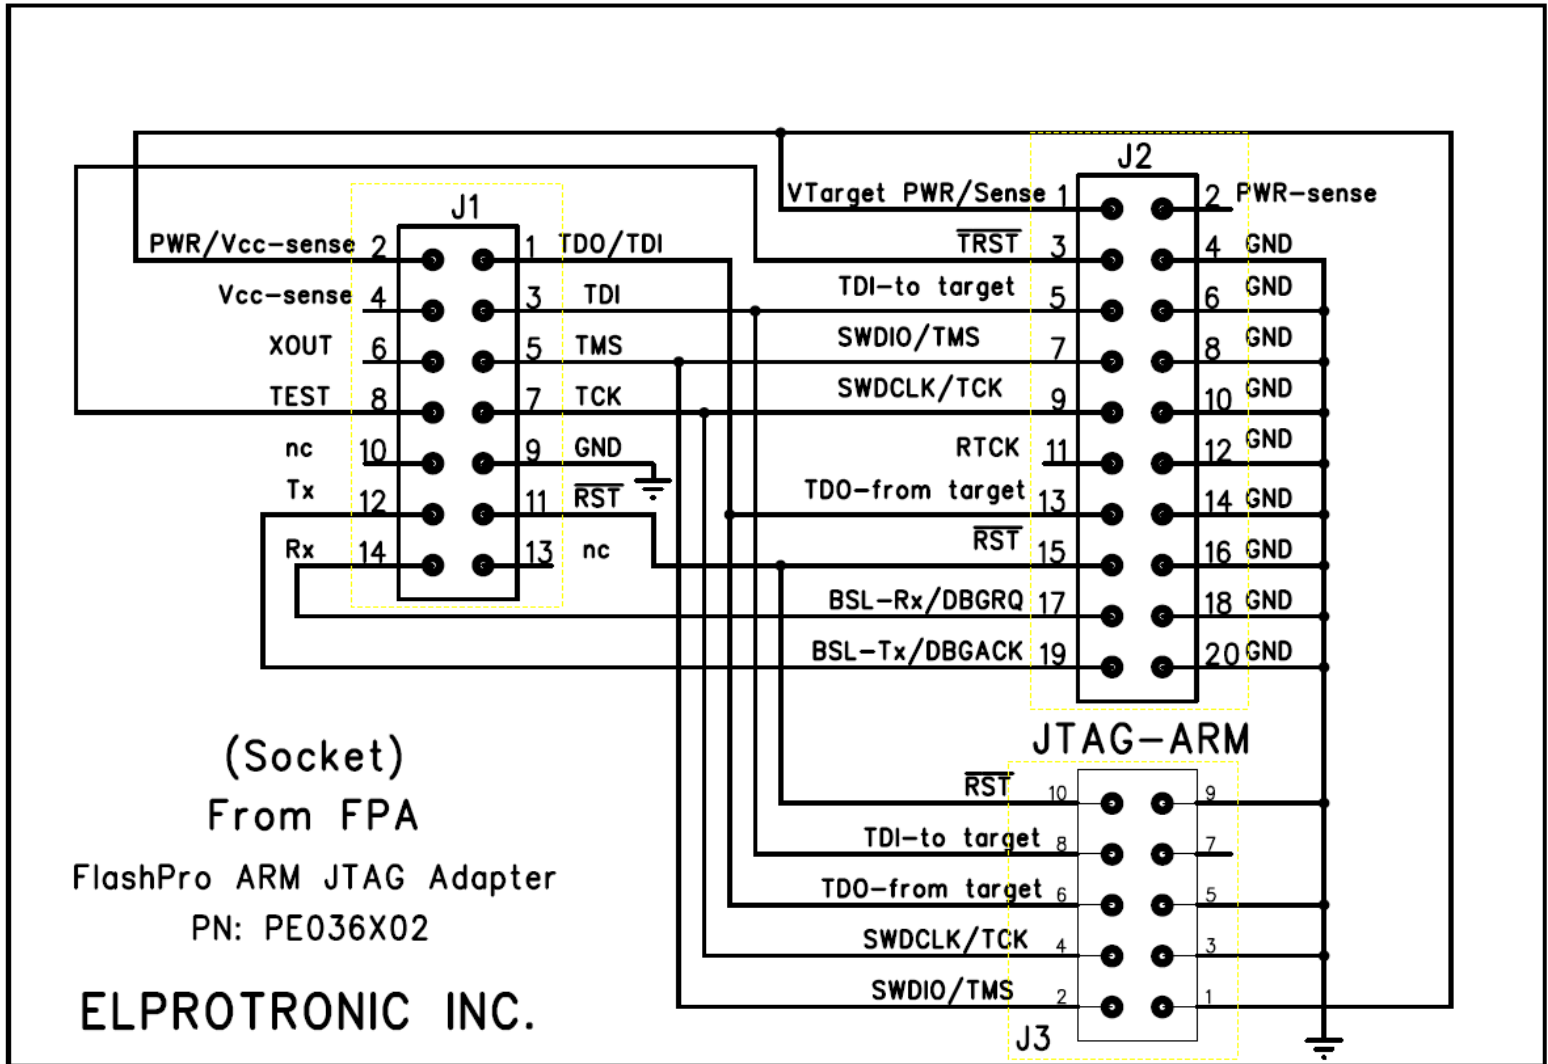 J2
VTarget PWR/Sense 1 2 PWR-sense
J1
PWR/Vcc-sense 2 1 TDO/TDI TRST 3 4 GND
Vcc-sense 4 3 TDI TDI-to target 5 6 GND
XOUT 6 5 TMS SWDIO/TMS 7 8 GND
TEST 8 7 TCK SWDCLK/TCK 9 10 GND
nc 10 9 GND RTCK 11 12 GND
Tx 12 11 RST TDO-from target 13 14 GND
Rx 14 13 nc RST 15 16 GND
BSL-Rx/DBGRQ 17 18 GND
BSL-Tx/DBGACK 19 20 GND
JTAG-ARM
(Socket)
From FPA
FlashPro ARM JTAG Adapter
PN: PE036X02
ELPROTRONIC INC.
RST 10 9
TDI-to target 8 7
TDO-from target 6 5
SWDCLK/TCK 4 3
SWDIO/TMS 2 1
J3